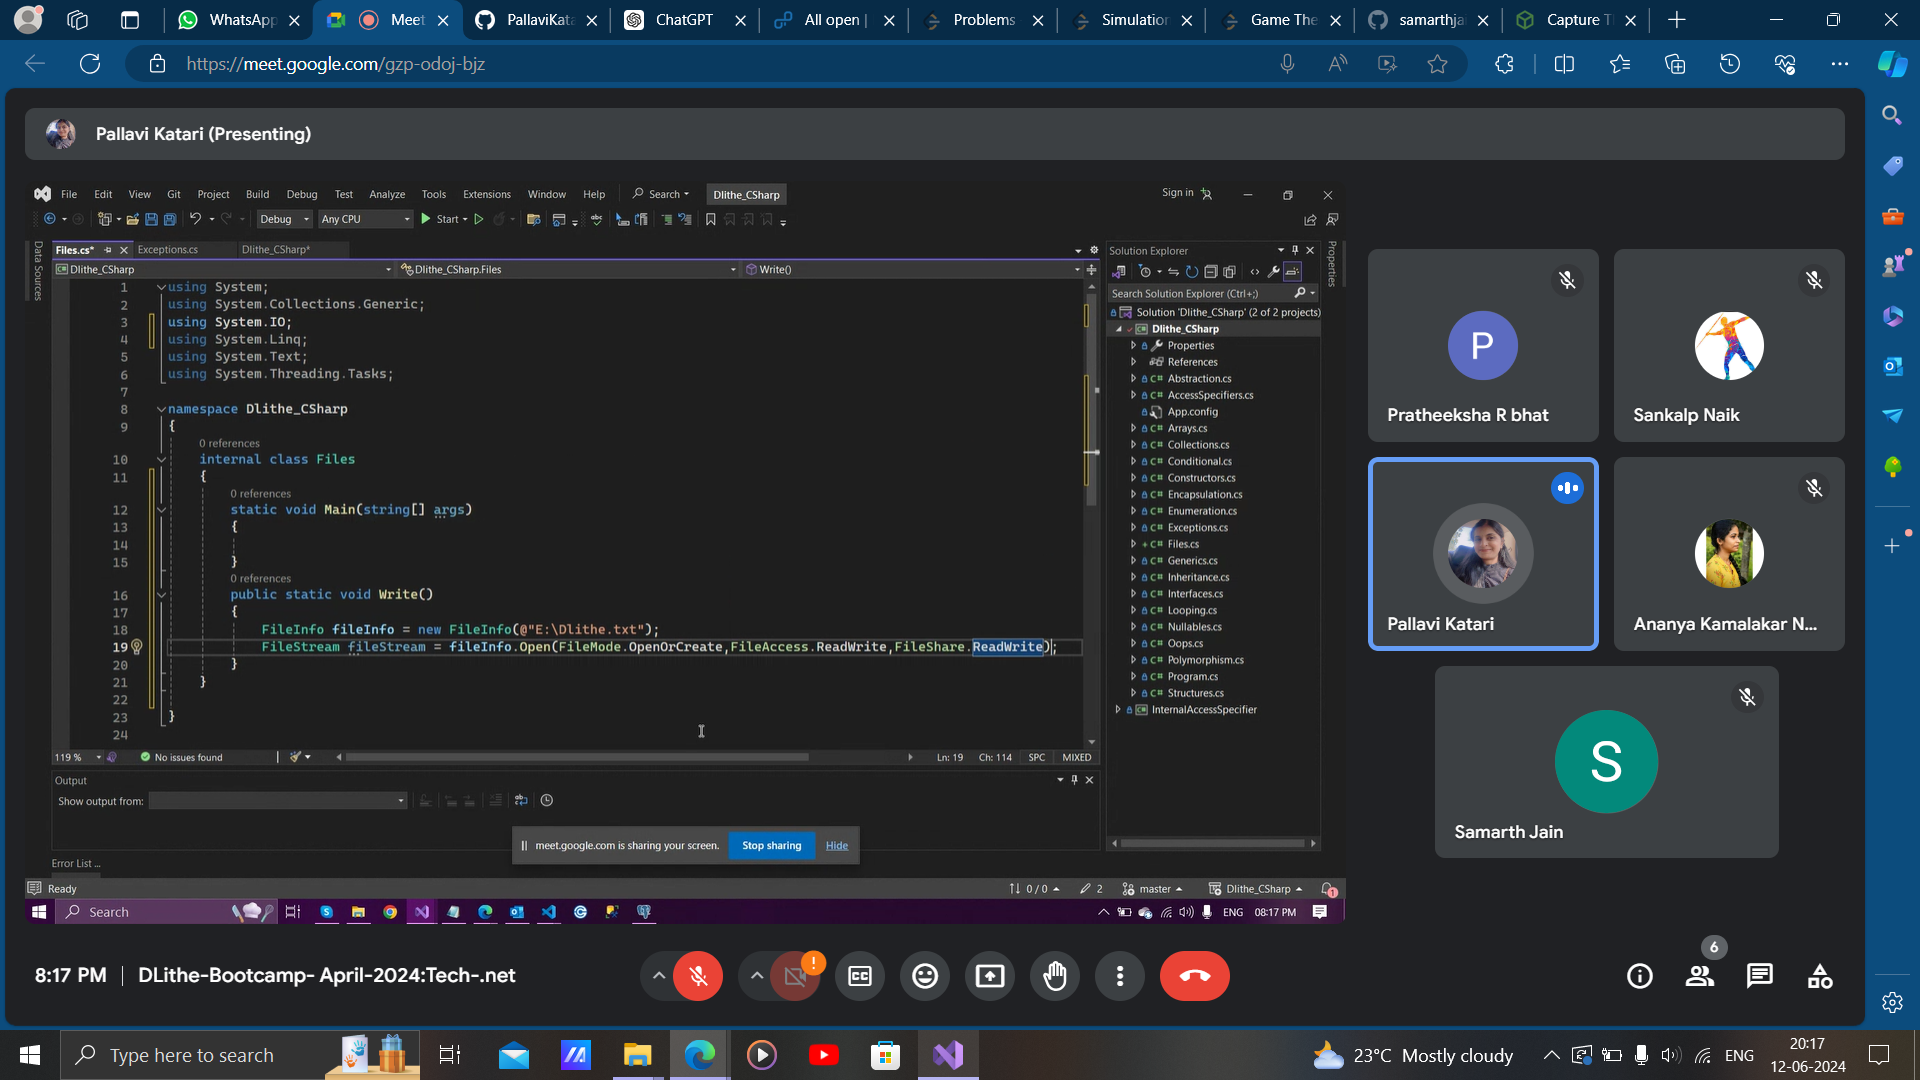 WhatsApp
Meet
PallaviKata
ChatGPT
All open |
Problems
Simulation
Game The
samarthja
Capture T
https://meet.google.com/gzp-odoj-bjz
Pallavi Katari (Presenting)
File Edit View Git Project Build Debug Test Analyze Tools Extensions Window Help Search Dlithe_CSharp Sign in
Debug Any CPU Start
Data Sources
Files.cs* Exceptions.cs Dlithe_CSharp*
Dlithe_CSharp Dlithe_CSharp.Files Write()
1 using System;
2 using System.Collections.Generic;
3 using System.IO;
4 using System.Linq;
5 using System.Text;
6 using System.Threading.Tasks;
7
8 namespace Dlithe_CSharp
9 {
0 references
10 internal class Files
11 {
0 references
12 static void Main(string[] args)
13 {
14
15 }
0 references
16 public static void Write()
17 {
18 FileInfo fileInfo = new FileInfo(@"E:\Dlithe.txt");
19 FileStream fileStream = fileInfo.Open(FileMode.OpenOrCreate,FileAccess.ReadWrite,FileShare.ReadWrite);
20 }
21 }
22
23 }
24
119 % No issues found Ln: 19 Ch: 114 SPC MIXED
Output
Show output from:
meet.google.com is sharing your screen. Stop sharing Hide
Error List ...
Ready 0 / 0 2 master Dlithe_CSharp 1
Search ENG 08:17 PM
Solution Explorer
Search Solution Explorer (Ctrl+;)
Solution 'Dlithe_CSharp' (2 of 2 projects)
Dlithe_CSharp
Properties
References
C# Abstraction.cs
C# AccessSpecifiers.cs
App.config
C# Arrays.cs
C# Collections.cs
C# Conditional.cs
C# Constructors.cs
C# Encapsulation.cs
C# Enumeration.cs
C# Exceptions.cs
+ C# Files.cs
C# Generics.cs
C# Inheritance.cs
C# Interfaces.cs
C# Looping.cs
C# Nullables.cs
C# Oops.cs
C# Polymorphism.cs
C# Program.cs
C# Structures.cs
InternalAccessSpecifier
Properties
P
Pratheeksha R bhat
Sankalp Naik
Pallavi Katari
Ananya Kamalakar N...
S
Samarth Jain
8:17 PM | DLithe-Bootcamp- April-2024:Tech-.net
!
CC
6
Type here to search
23°C Mostly cloudy
ENG
20:17
12-06-2024